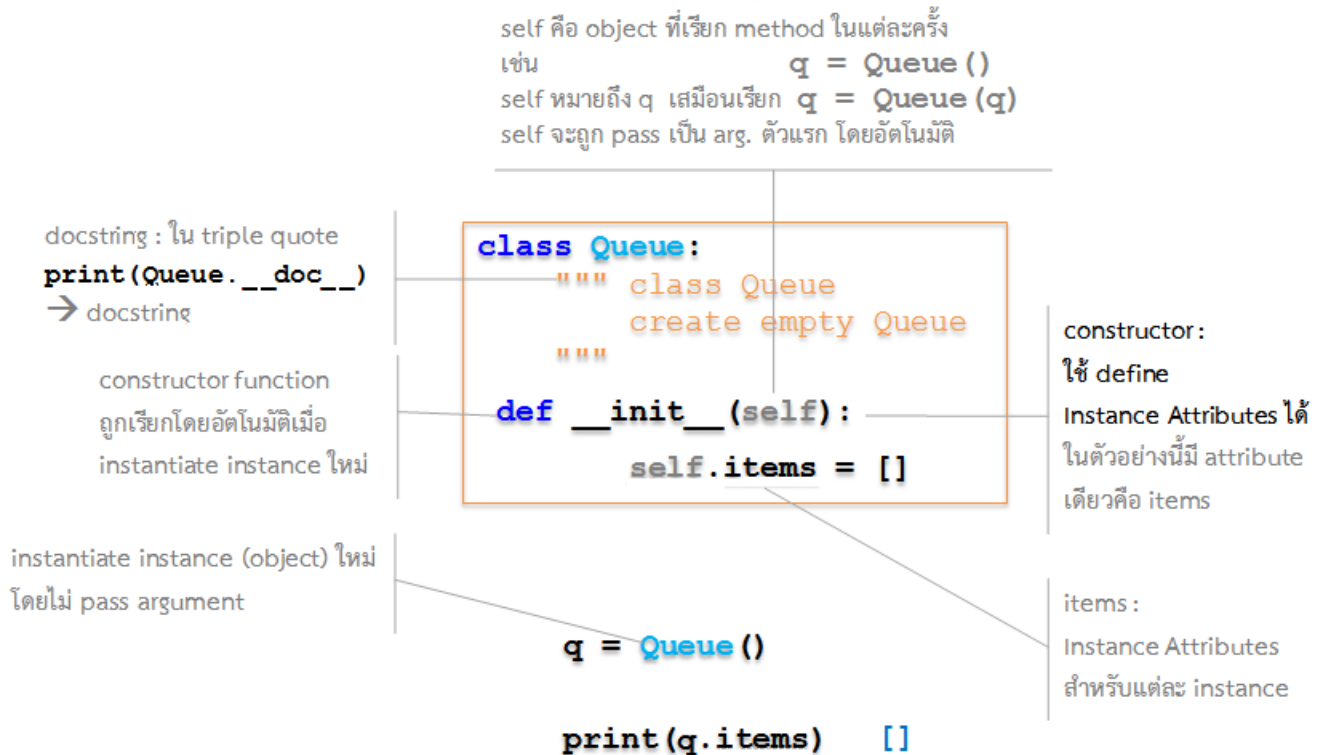 self คือ object ที่เรียก method ในแต่ละครั้ง
เช่น q = Queue()
self หมายถึง q เสมือนเรียก q = Queue(q)
self จะถูก pass เป็น arg. ตัวแรก โดยอัตโนมัติ
docstring : ใน triple quote
print(Queue.__doc__)
→ docstring
constructor function
ถูกเรียกโดยอัตโนมัติเมื่อ
instantiate instance ใหม่
class Queue:
""" class Queue
create empty Queue
"""
def __init__(self):
self.items = []
constructor :
ใช้ define
Instance Attributes ได้
ในตัวอย่างนี้มี attribute
เดียวคือ items
instantiate instance (object) ใหม่
โดยไม่ pass argument
q = Queue()
print(q.items) []
items :
Instance Attributes
สำหรับแต่ละ instance